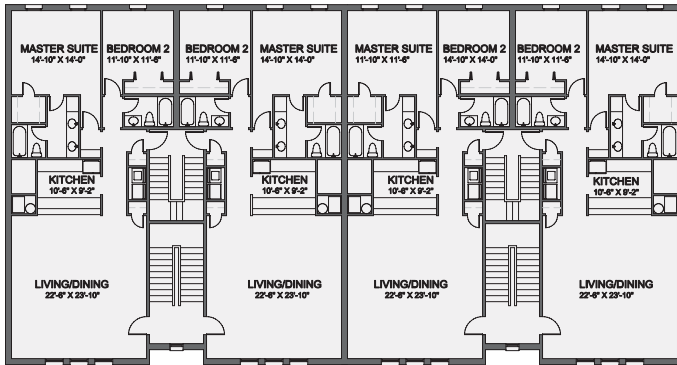 MASTER SUITE
14'-10" X 14'-0"
BEDROOM 2
11'-10" X 11'-6"
BEDROOM 2
11'-10" X 11'-6"
MASTER SUITE
14'-10" X 14'-0"
MASTER SUITE
11'-10" X 11'-6"
BEDROOM 2
14'-10" X 14'-0"
BEDROOM 2
11'-10" X 11'-6"
MASTER SUITE
14'-10" X 14'-0"
KITCHEN
10'-6" X 9'-2"
KITCHEN
10'-6" X 9'-2"
KITCHEN
10'-6" X 9'-2"
KITCHEN
10'-6" X 9'-2"
LIVING/DINING
22'-6" X 23'-10"
LIVING/DINING
22'-6" X 23'-10"
LIVING/DINING
22'-6" X 23'-10"
LIVING/DINING
22'-6" X 23'-10"